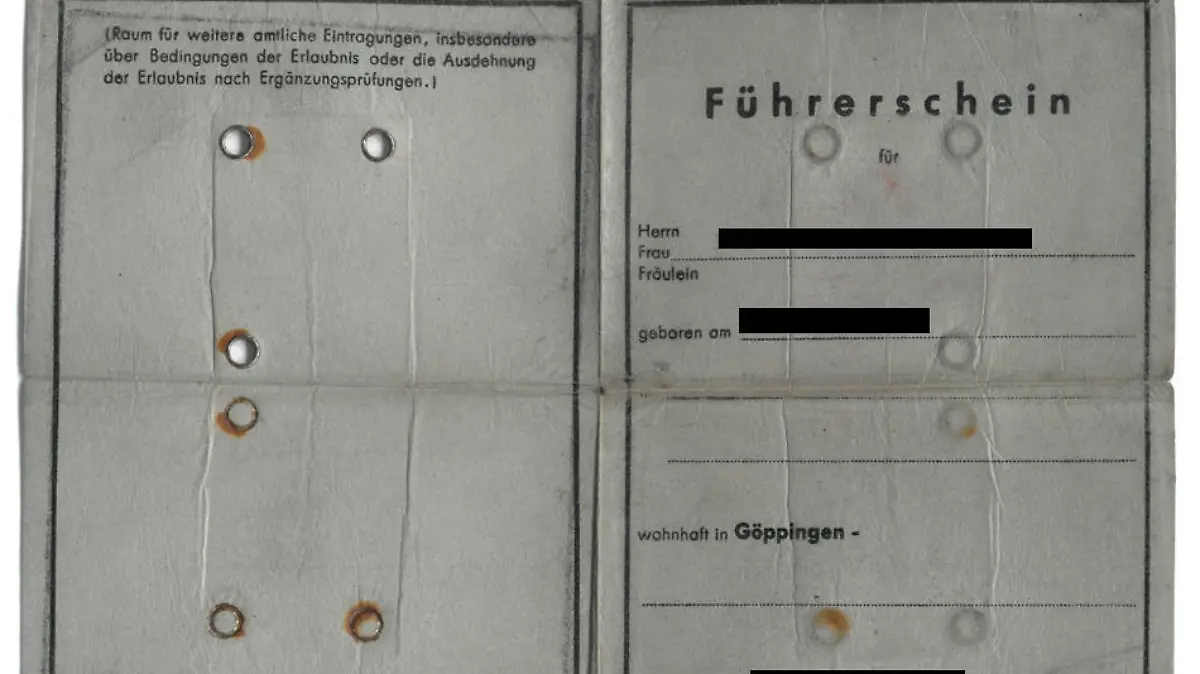 (Raum für weitere amtliche Eintragungen, insbesondere
über Bedingungen der Erlaubnis oder die Ausdehnung
der Erlaubnis nach Ergänzungsprüfungen.)
Führerschein
für
Herrn
Frau
Fräulein
geboren am
wohnhaft in Göppingen -